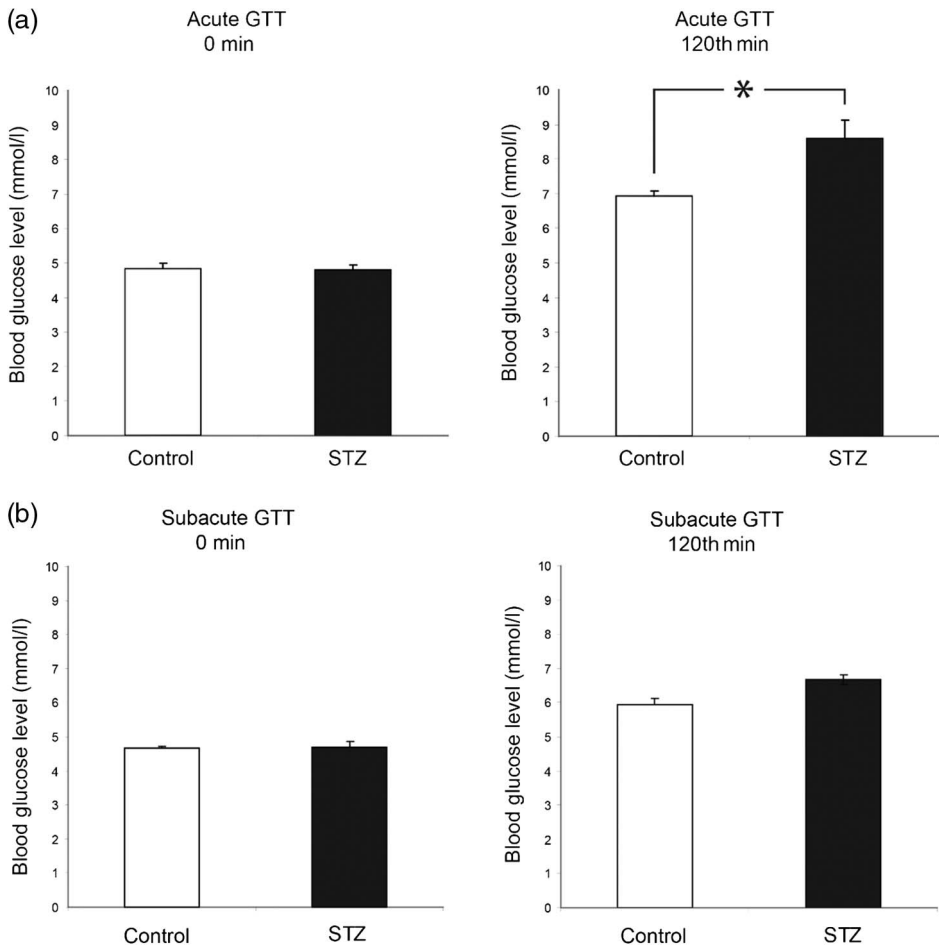 (a)
Acute GTT
0 min
Blood glucose level (mmol/l)
10
9
8
7
6
5
4
3
2
1
0
Control STZ
Acute GTT
120th min
Blood glucose level (mmol/l)
10
9
8
7
6
5
4
3
2
1
0
*
Control STZ
(b)
Subacute GTT
0 min
Blood glucose level (mmol/l)
10
9
8
7
6
5
4
3
2
1
0
Control STZ
Subacute GTT
120th min
Blood glucose level (mmol/l)
10
9
8
7
6
5
4
3
2
1
0
Control STZ